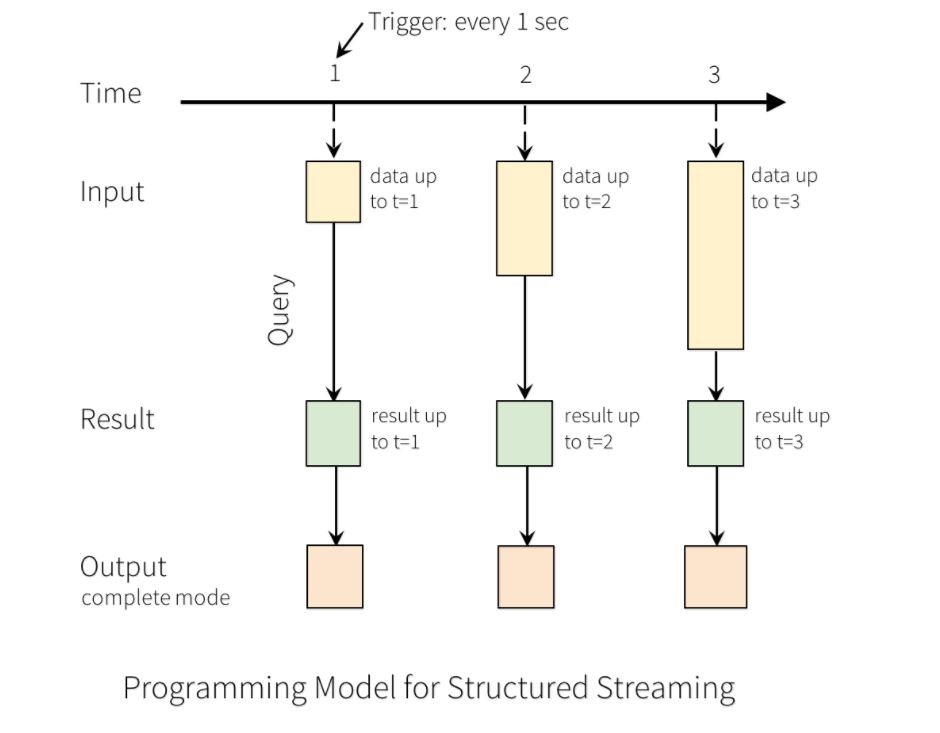 Trigger: every 1 sec
1 2 3
Time
Input
data up
to t=1
data up
to t=2
data up
to t=3
Query
Result
result up
to t=1
result up
to t=2
result up
to t=3
Output
complete mode
Programming Model for Structured Streaming